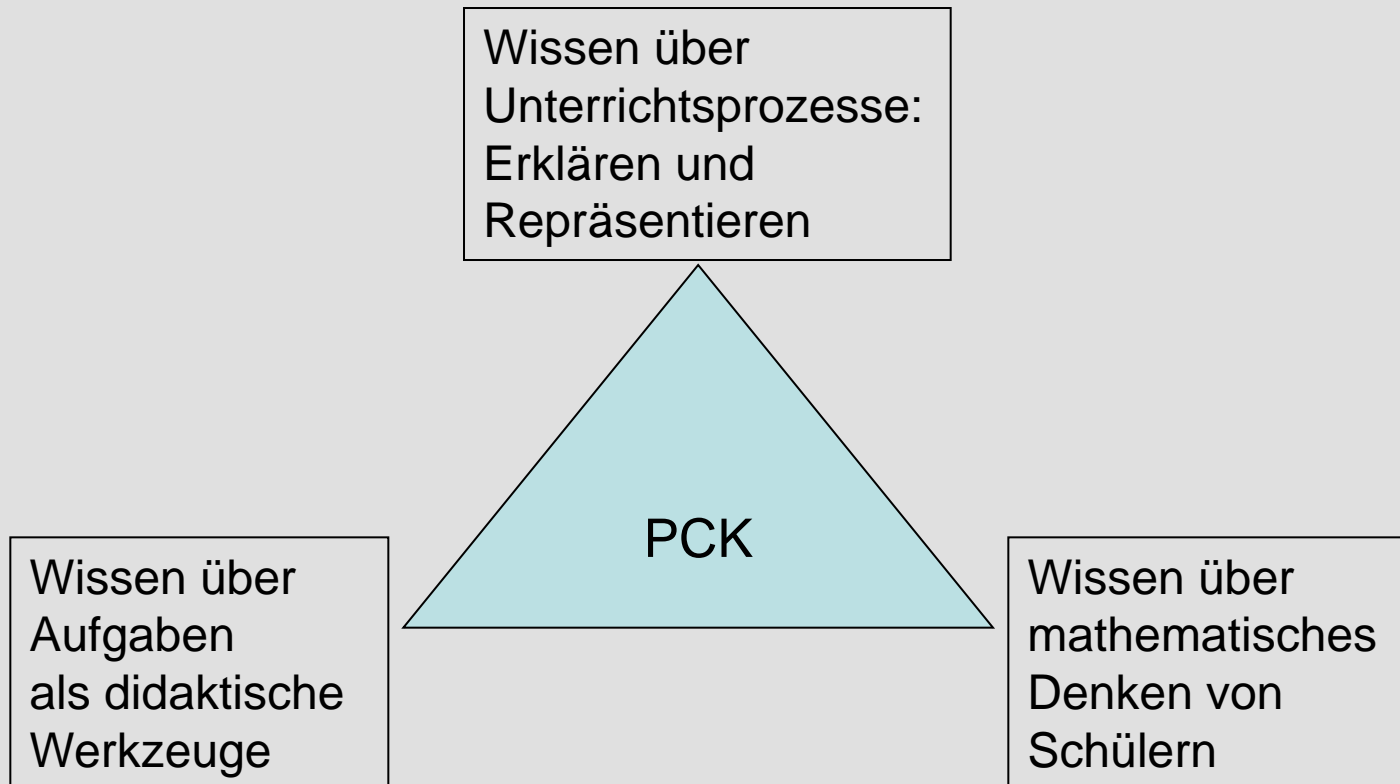 Wissen über
Unterrichtsprozesse:
Erklären und
Repräsentieren
PCK
Wissen über
Aufgaben
als didaktische
Werkzeuge
Wissen über
mathematisches
Denken von
Schülern